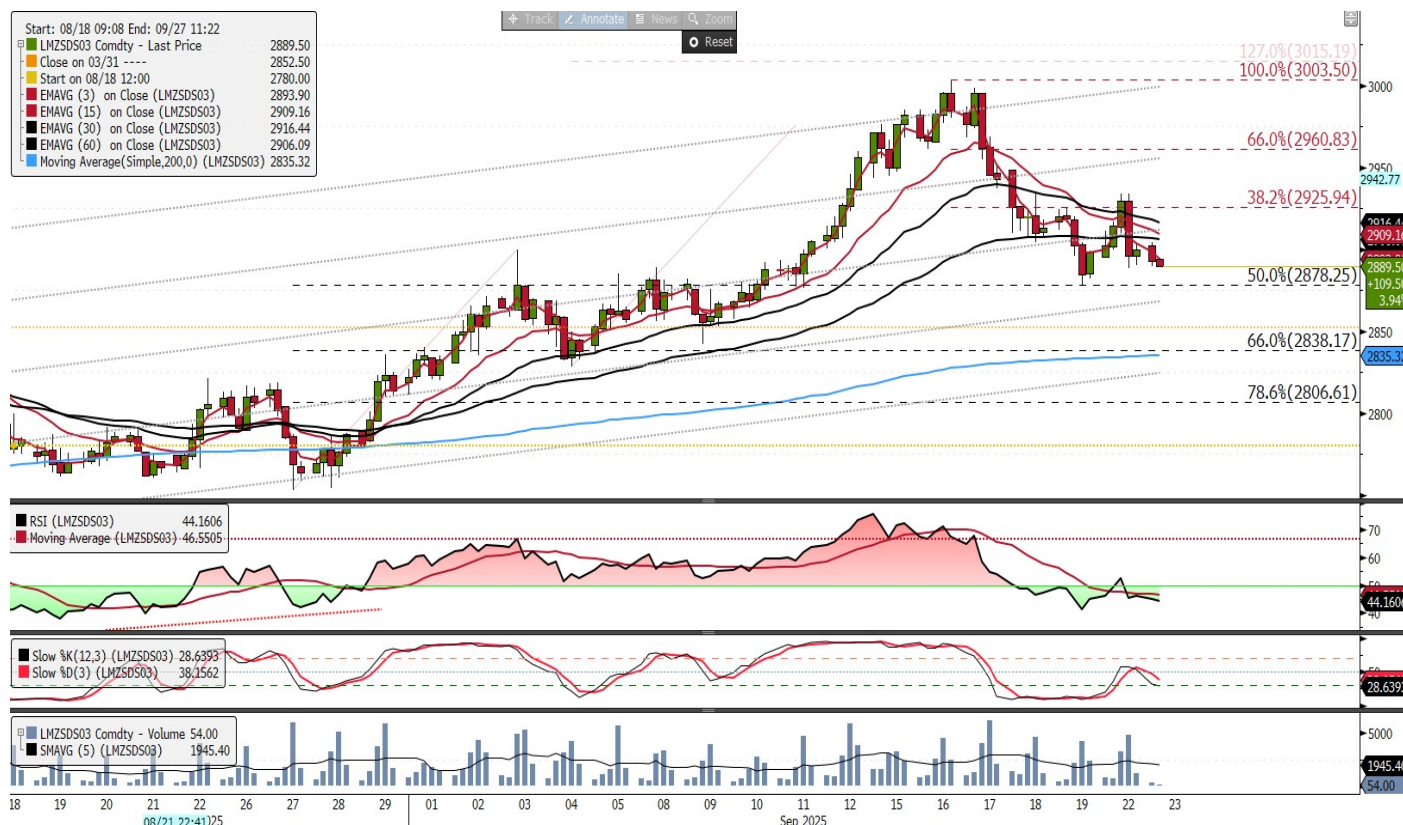 Track Annotate News Zoom
Reset
Start: 08/18 09:08 End: 09/27 11:22
LMZSDS03 Comdty - Last Price 2889.50
Close on 03/31 ---- 2852.50
Start on 08/18 12:00 2780.00
EMAVG (3) on Close (LMZSDS03) 2893.90
EMAVG (15) on Close (LMZSDS03) 2909.16
EMAVG (30) on Close (LMZSDS03) 2916.44
EMAVG (60) on Close (LMZSDS03) 2906.09
Moving Average(Simple,200,0) (LMZSDS03) 2835.32
127.0%(3015.19)
100.0%(3003.50)
3000
66.0%(2960.83)
2950
2942.77
38.2%(2925.94)
2909.16
2889.50
+109.50
3.94%
50.0%(2878.25)
2850
66.0%(2838.17)
2835.32
78.6%(2806.61)
2800
RSI (LMZSDS03) 44.1606
Moving Average (LMZSDS03) 46.5505
70
60
50
44.1606
40
Slow %K(12,3) (LMZSDS03) 28.6393
Slow %D(3) (LMZSDS03) 38.1562
28.6393
LMZSDS03 Comdty - Volume 54.00
SMAVG (5) (LMZSDS03) 1945.40
5000
1945.40
54.00
18 19 20 21 22 26 27 28 29 01 02 03 04 05 08 09 10 11 12 15 16 17 18 19 22 23
08/21 22:41
Sep 2025